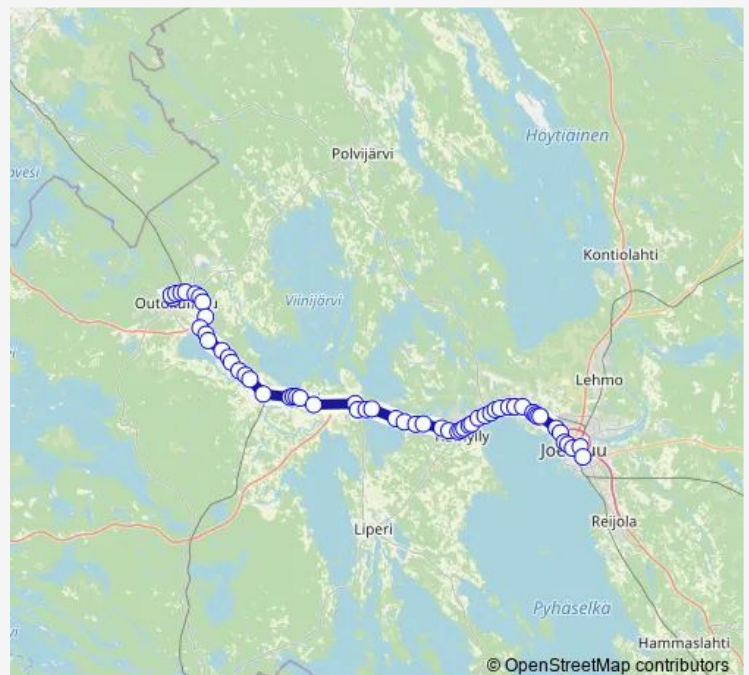 Höytiäinen
Polvijärvi
Kontiolahti
Viinijärvi
Lehmo
Liperi
Reijola
Pyhäselkä
Hammaslahti
© OpenStreetMap contributors